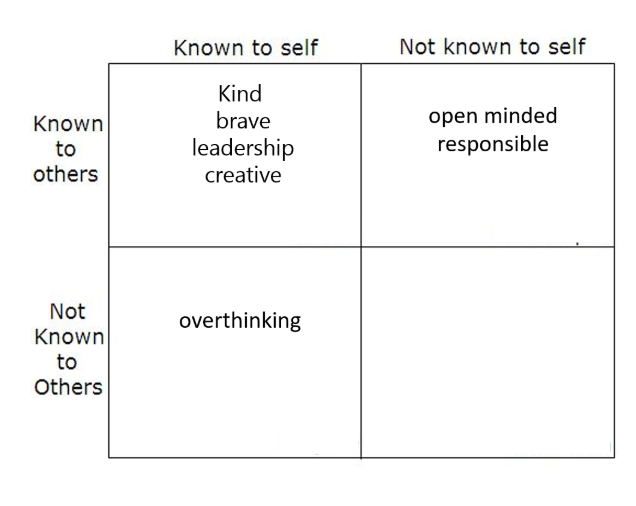 Known to self
Not known to self
Known
to
others
Kind
brave
leadership
creative
open minded
responsible
Not
Known
to
Others
overthinking